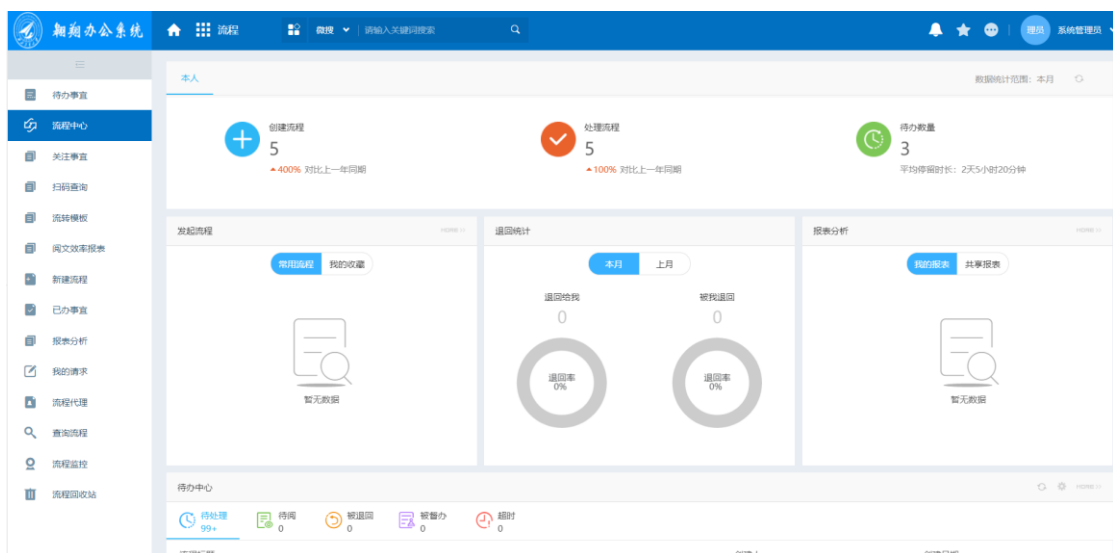 翱翔办公系统
流程
微搜
请输入关键词搜索
理员
系统管理员
待办事宜
流程中心
关注事宜
扫码查询
流转模板
阅文效率报表
新建流程
已办事宜
报表分析
我的请求
流程代理
查询流程
流程监控
流程回收站
本人
数据统计范围：本月
创建流程
5
400% 对比上一年同期
处理流程
5
100% 对比上一年同期
待办数量
3
平均停留时长：2天5小时20分钟
发起流程
MORE >>
常用流程 我的收藏
暂无数据
退回统计
本月 上月
退回给我
0
退回率
0%
被我退回
0
退回率
0%
报表分析
MORE >>
我的报表 共享报表
暂无数据
待办中心
MORE >>
待处理
99+
待阅
0
被退回
0
被督办
0
超时
0